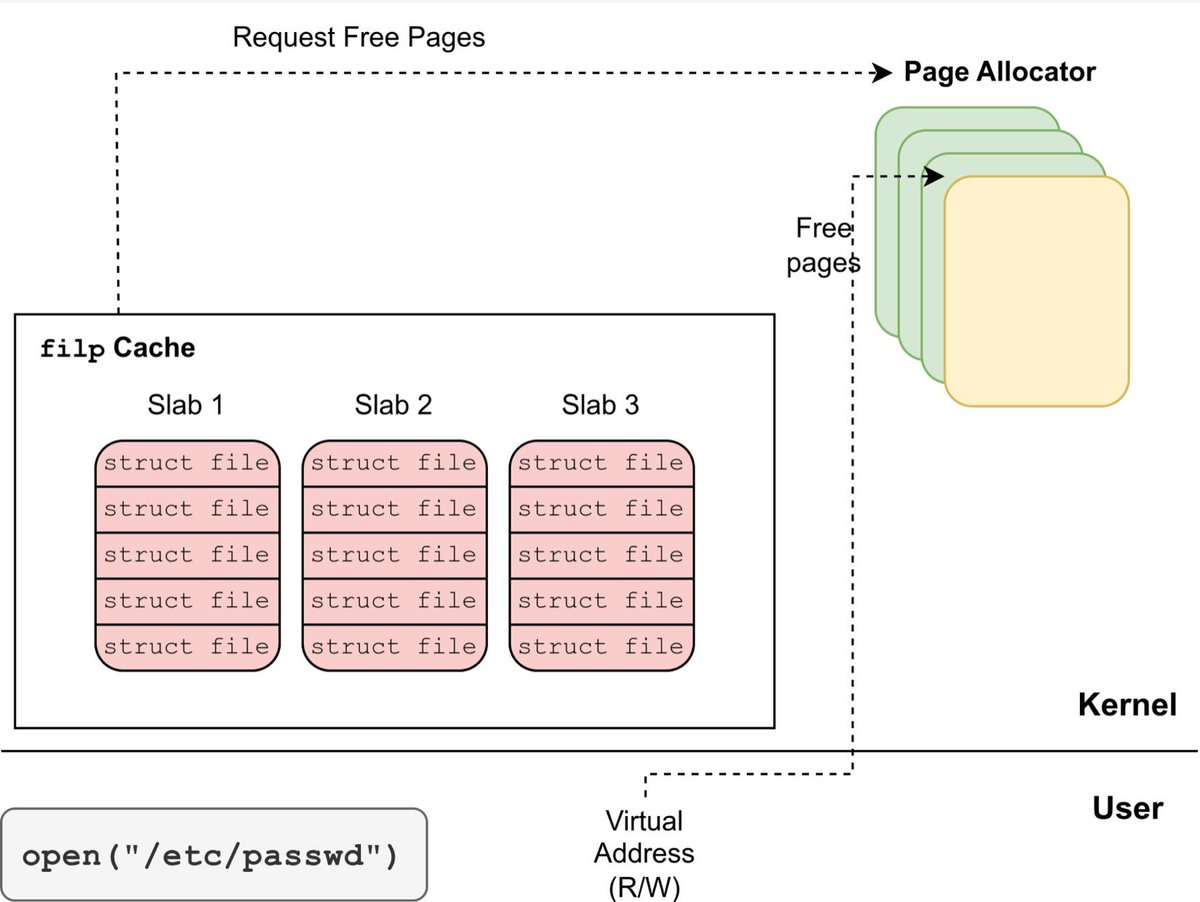 Request Free Pages
Page Allocator
Free
pages
filp Cache
Slab 1 Slab 2 Slab 3
struct file struct file struct file
struct file struct file struct file
struct file struct file struct file
struct file struct file struct file
struct file struct file struct file
Kernel
User
open("/etc/passwd")
Virtual
Address
(R/W)